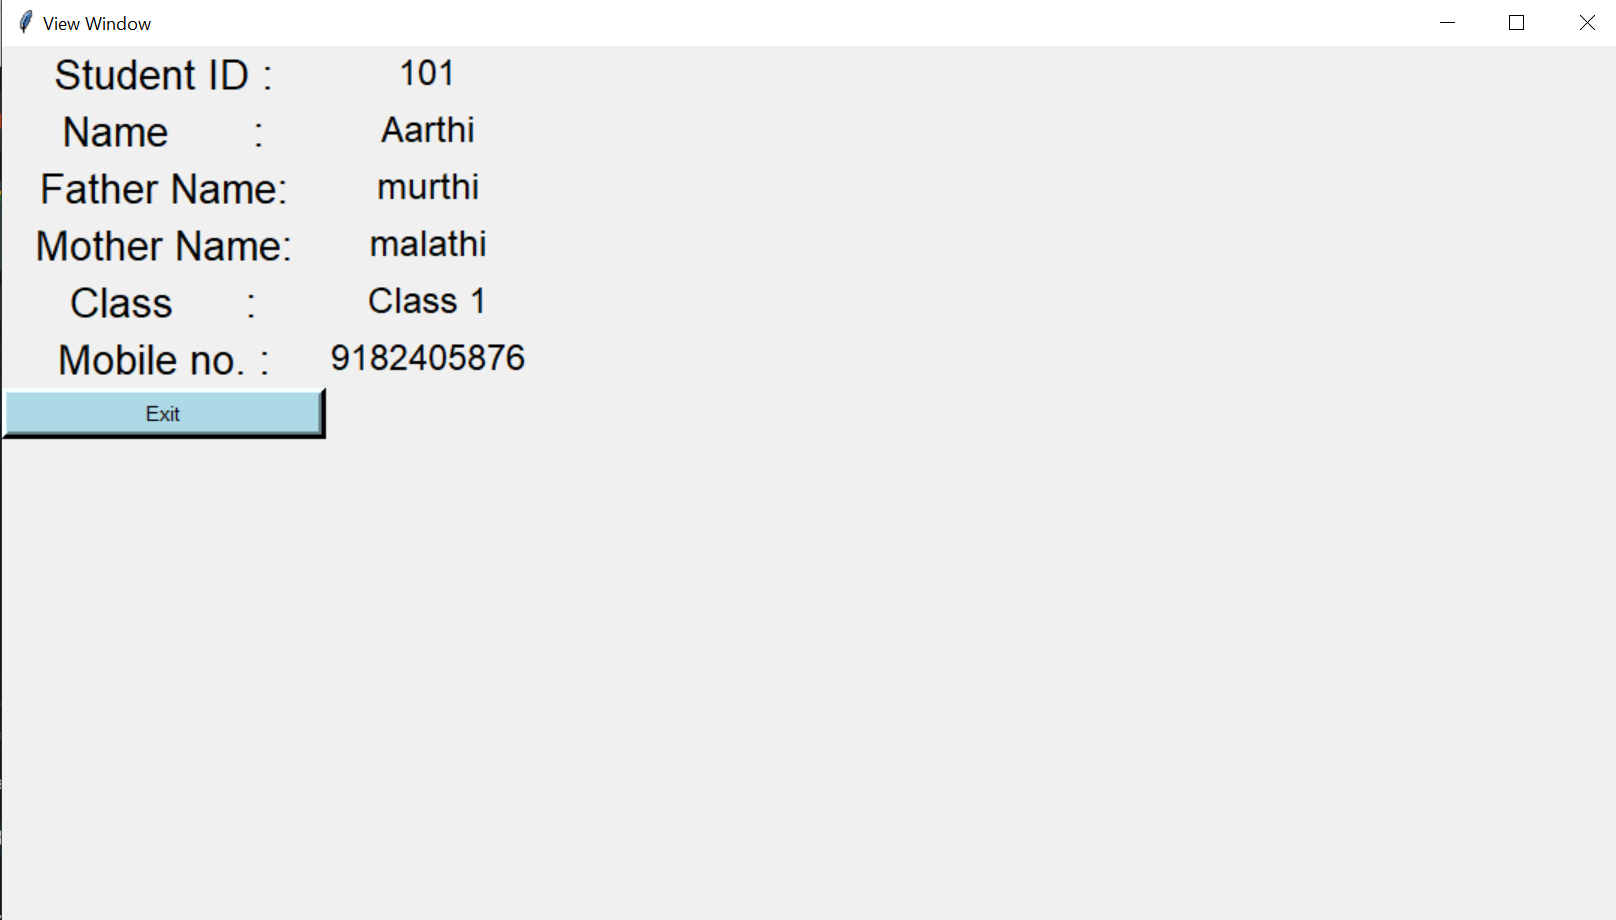 View Window
Student ID : 101
Name : Aarthi
Father Name: murthi
Mother Name: malathi
Class : Class 1
Mobile no. : 9182405876
Exit